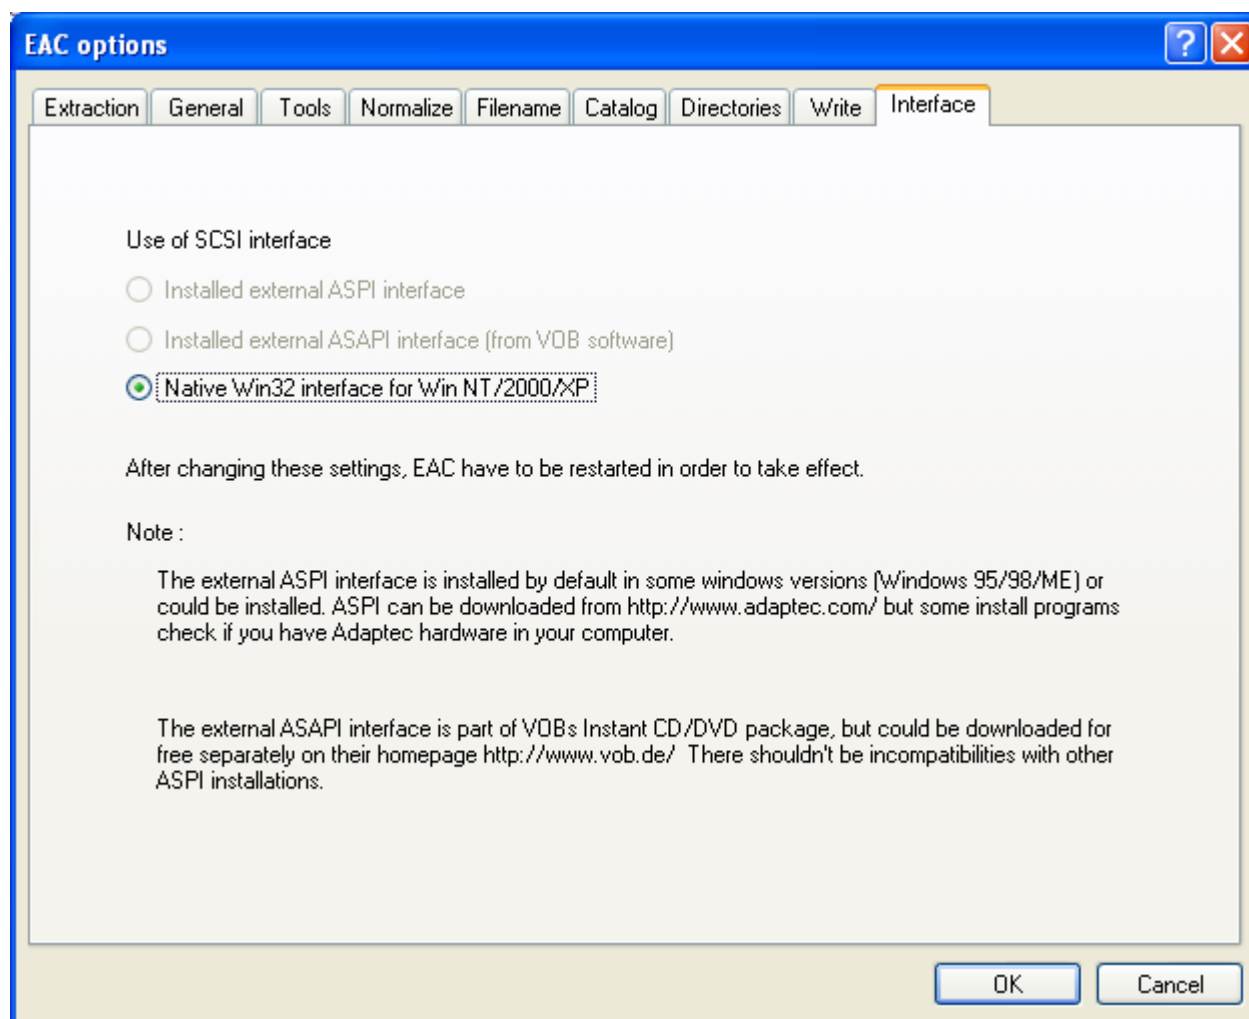 EAC options
Extraction General Tools Normalize Filename Catalog Directories Write Interface
Use of SCSI interface
Installed external ASPI interface
Installed external ASAPI interface (from VOB software)
Native Win32 interface for Win NT/2000/XP
After changing these settings, EAC have to be restarted in order to take effect.
Note :
The external ASPI interface is installed by default in some windows versions (Windows 95/98/ME) or
could be installed. ASPI can be downloaded from http://www.adaptec.com/ but some install programs
check if you have Adaptec hardware in your computer.
The external ASAPI interface is part of VOBs Instant CD/DVD package, but could be downloaded for
free separately on their homepage http://www.vob.de/  There shouldn't be incompatibilities with other
ASPI installations.
OK Cancel